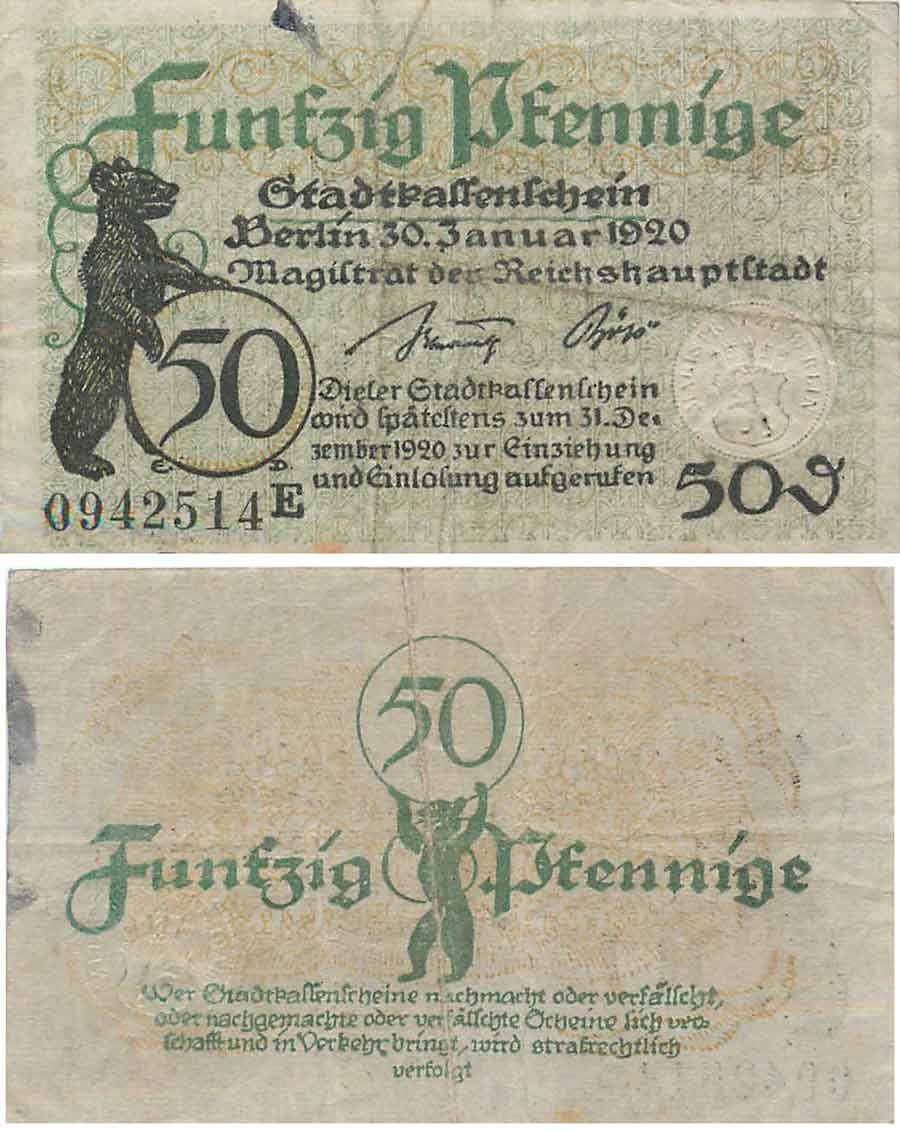 Funfzig Pfennige
Stadtkassenschein
Berlin 30. Januar 1920
Magistrat der Reichshauptstadt
50
Dieser Stadtkassenschein
wird spätestens zum 31. De⸗
zember 1920 zur Einziehung
und Einlosung aufgerufen
E. D.
0942514 E
50 ₰
50
Funfzig Pfennige
Wer Stadtkassenscheine nachmacht oder verfälscht,
oder nachgemachte oder verfälschte Scheine sich ver⸗
schafft und in Verkehr bringt, wird strafrechtlich
verfolgt